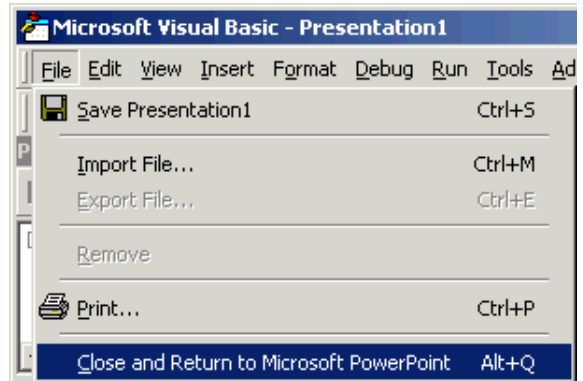 Microsoft Visual Basic - Presentation1
File Edit View Insert Format Debug Run Tools Ad
Save Presentation1 Ctrl+S
Import File... Ctrl+M
Export File... Ctrl+E
Remove
Print... Ctrl+P
Close and Return to Microsoft PowerPoint Alt+Q